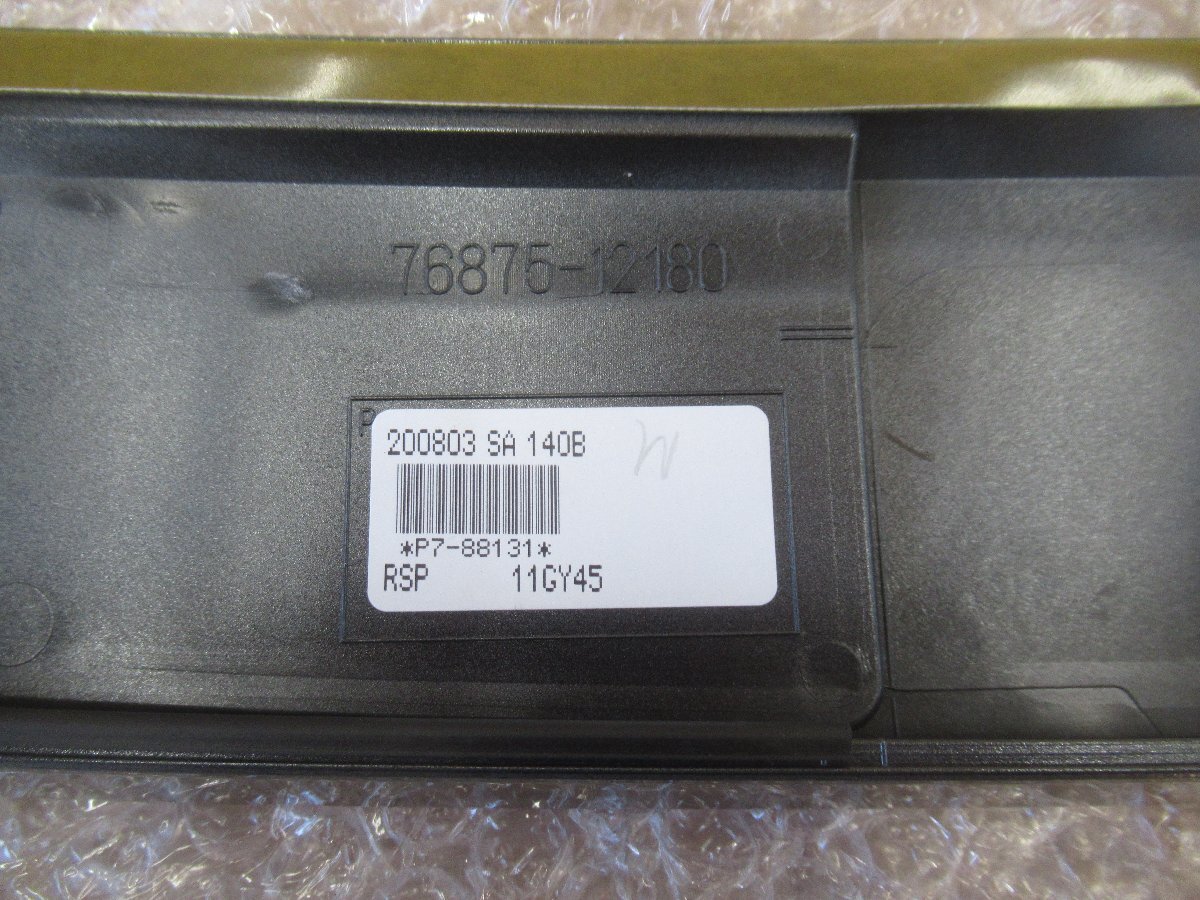 76875-12180
P
200803 SA 140B
*P7-88131*
RSP 11GY45